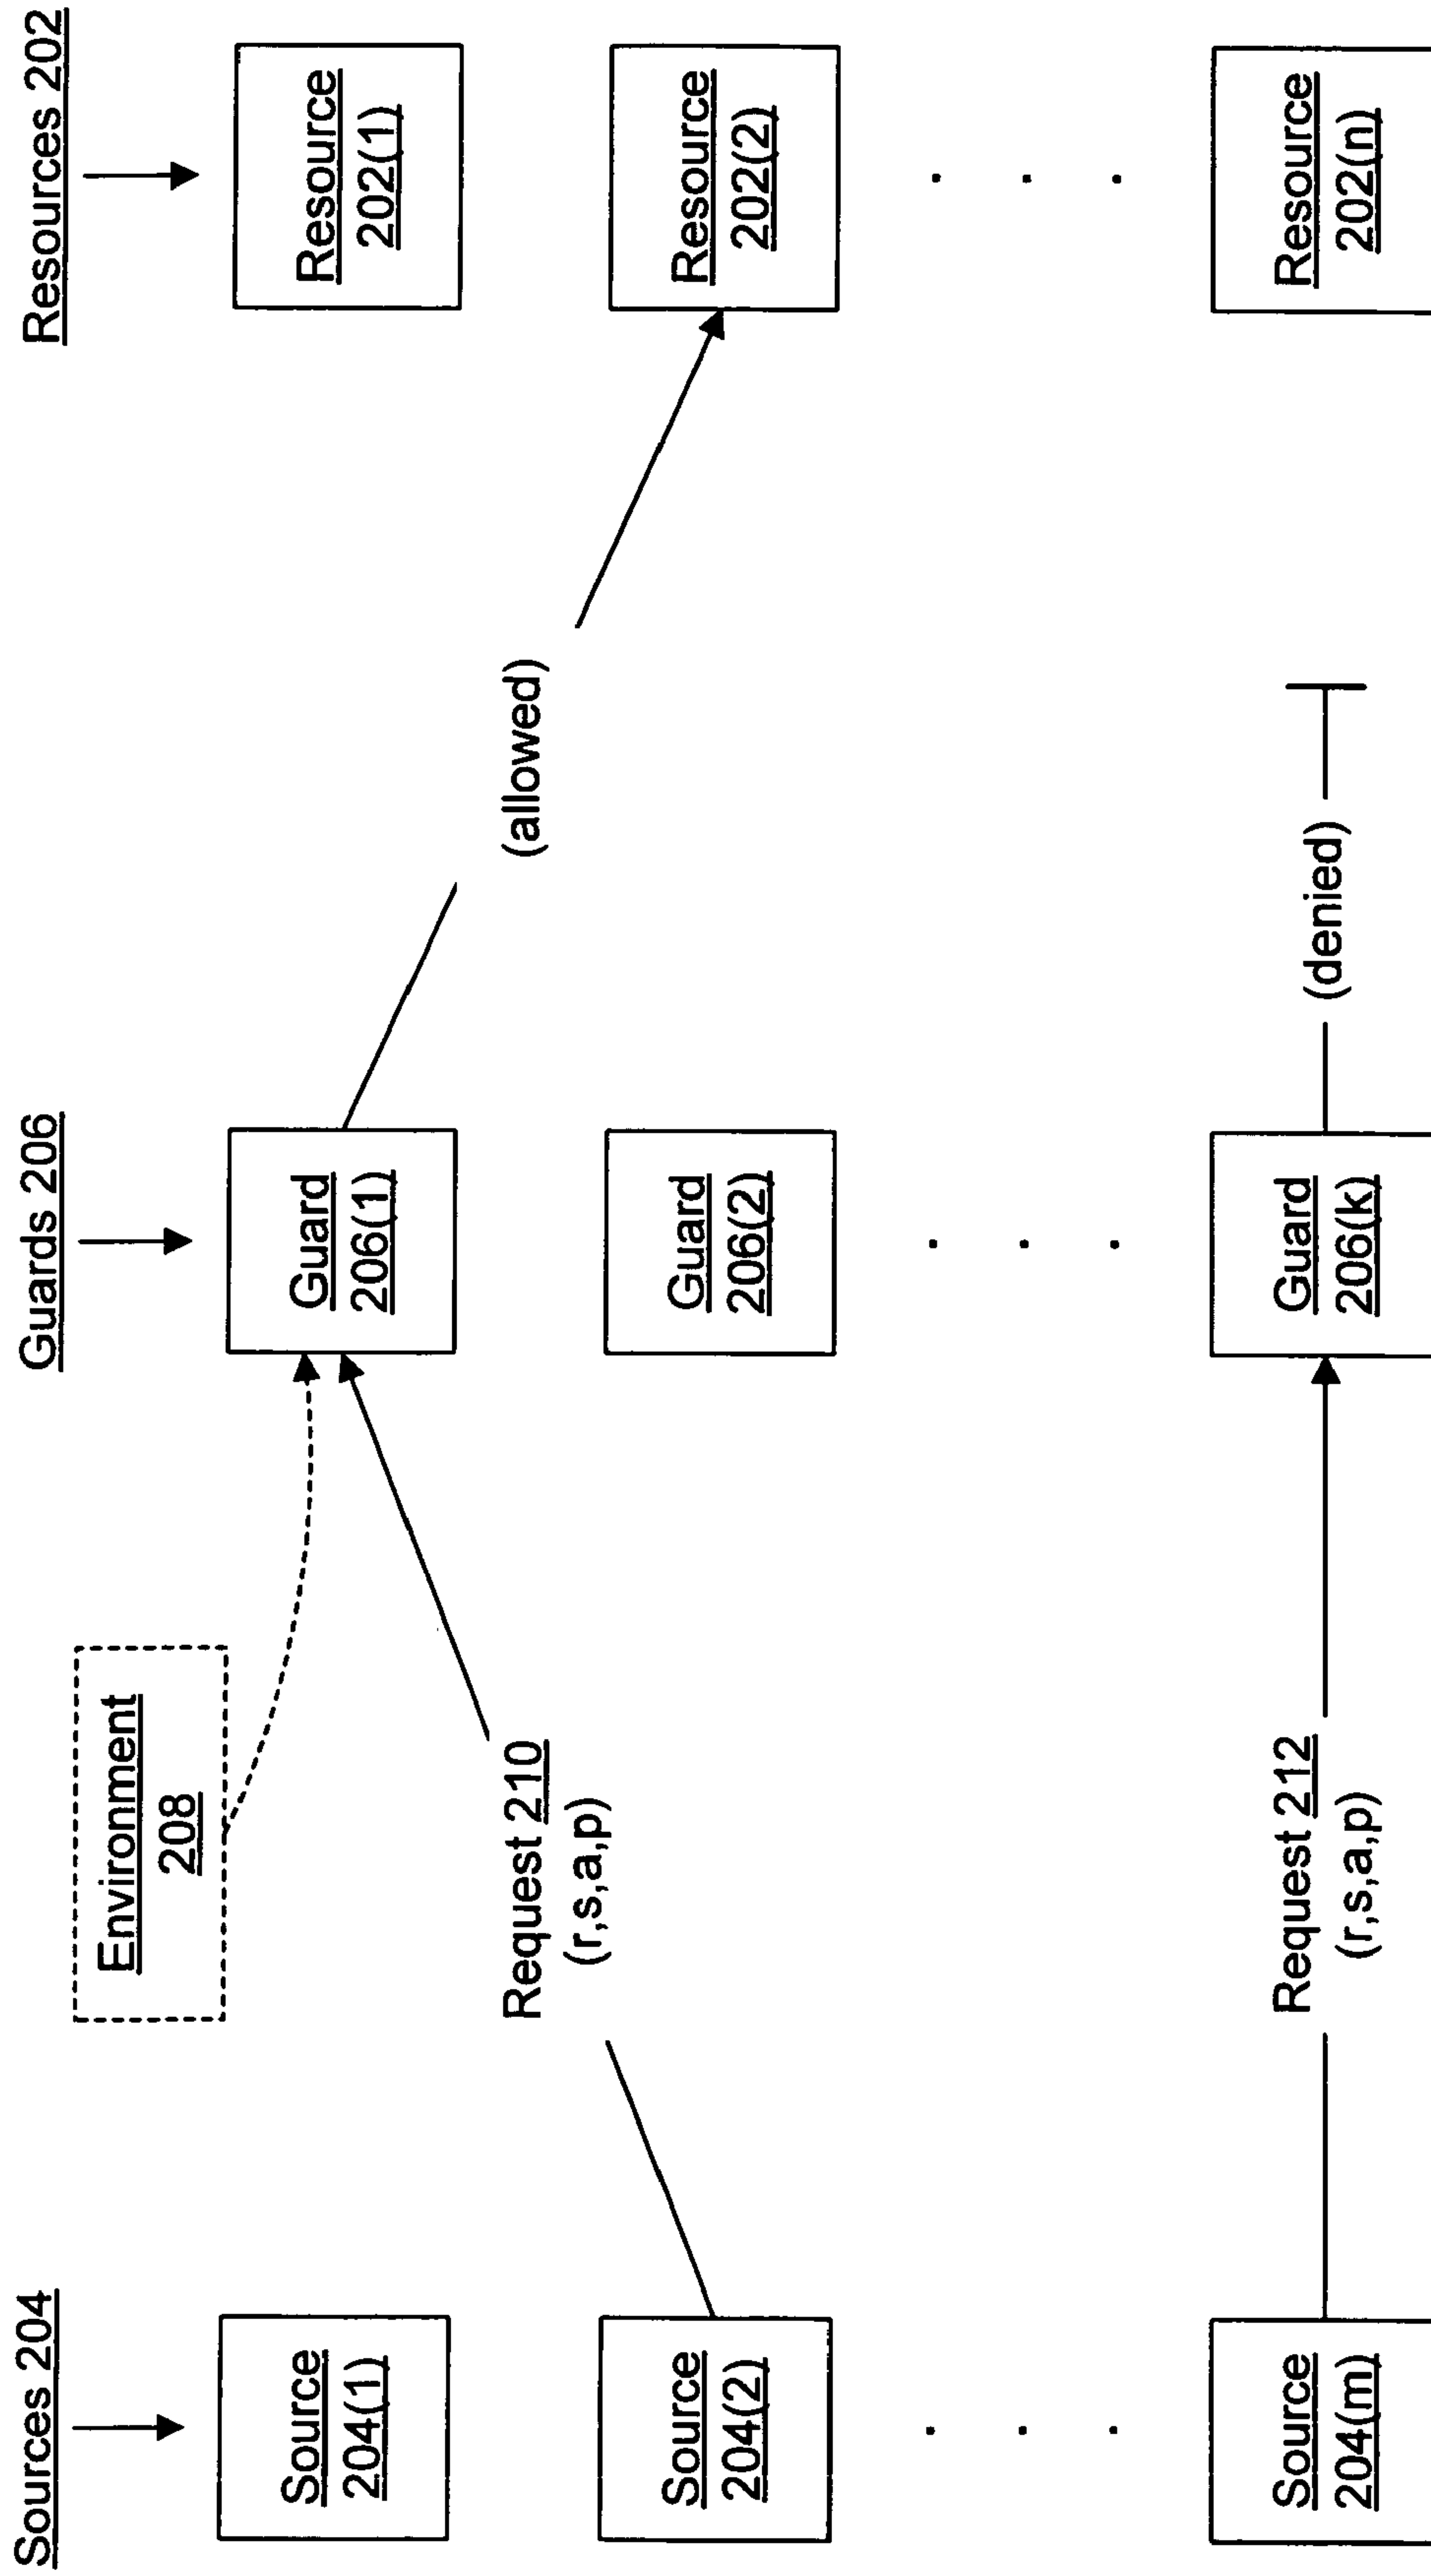 Sources 204
Guards 206
Resources 202
Environment
208
Source
204(1)
Guard
206(1)
Resource
202(1)
Request 210
(r,s,a,p)
(allowed)
Source
204(2)
Guard
206(2)
Resource
202(2)
Source
204(m)
Request 212
(r,s,a,p)
Guard
206(k)
(denied)
Resource
202(n)